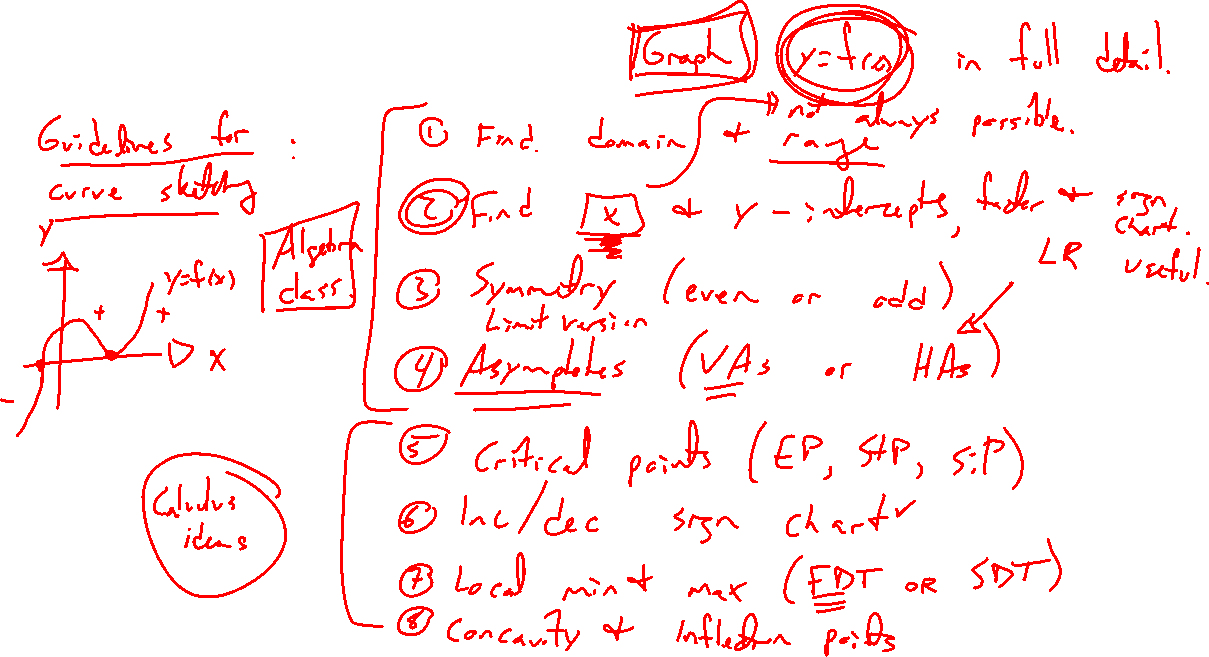 Graph y=f(x) in full detail.
not always possible.
Guidelines for :
curve sketching
① Find domain + range
② Find x + y-intercepts, factor + sign chart.
LR useful.
Algebra class.
③ Symmetry (even or odd)
Limit version
④ Asymptotes (VAs or HAs)
y
y=f(x)
+ +
x
-
Calculus ideas
⑤ Critical points (EP, StP, SiP)
⑥ Inc/dec sign chart ✓
⑦ Local min + max (FDT OR SDT)
⑧ Concavity + Inflection points